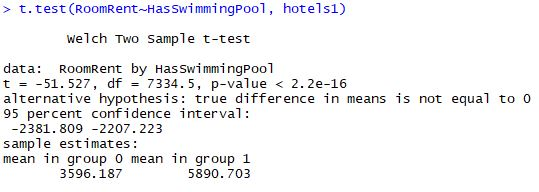 > t.test(RoomRent~HasSwimmingPool, hotels1)
Welch Two Sample t-test
data:  RoomRent by HasSwimmingPool
t = -51.527, df = 7334.5, p-value < 2.2e-16
alternative hypothesis: true difference in means is not equal to 0
95 percent confidence interval:
 -2381.809 -2207.223
sample estimates:
mean in group 0 mean in group 1
       3596.187        5890.703